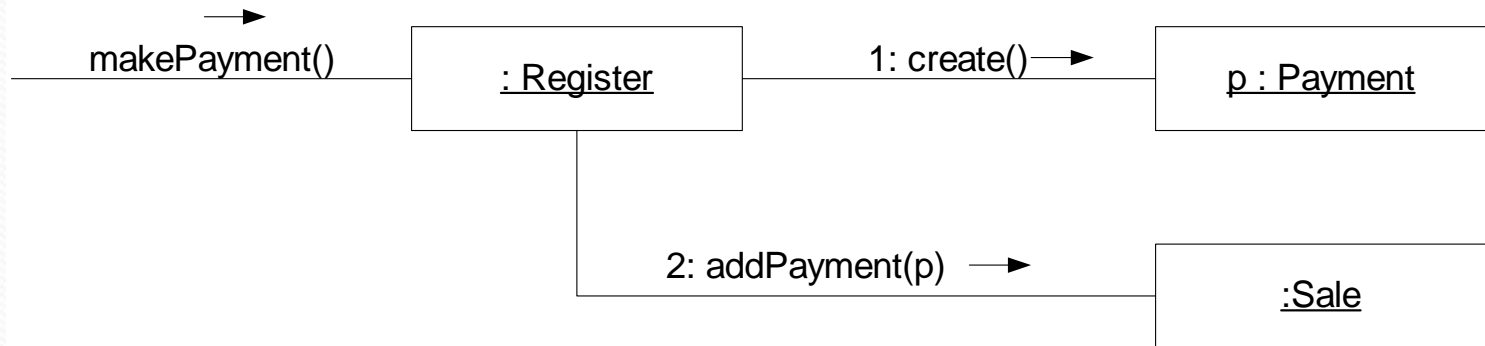 makePayment()
: Register
1: create()
p : Payment
2: addPayment(p)
:Sale